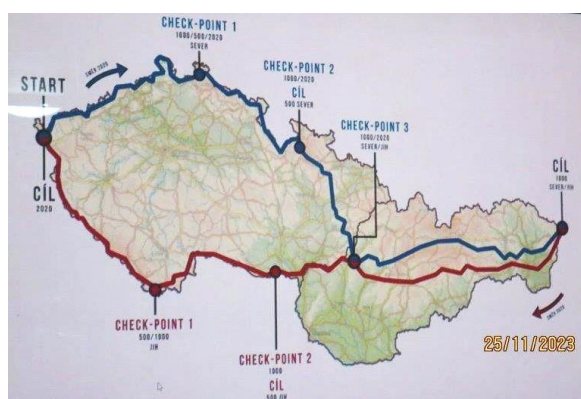 CHECK-POINT 1
1000/500/2020
SEVER
START
CÍL
2020
CHECK-POINT 2
1000/2020
CÍL
500 SEVER
CHECK-POINT 3
1000/2020
SEVER/JIH
CÍL
1000
SEVER/JIH
CHECK-POINT 1
500/1000
JIH
CHECK-POINT 2
1000
CÍL
500 JIH
25/11/2023